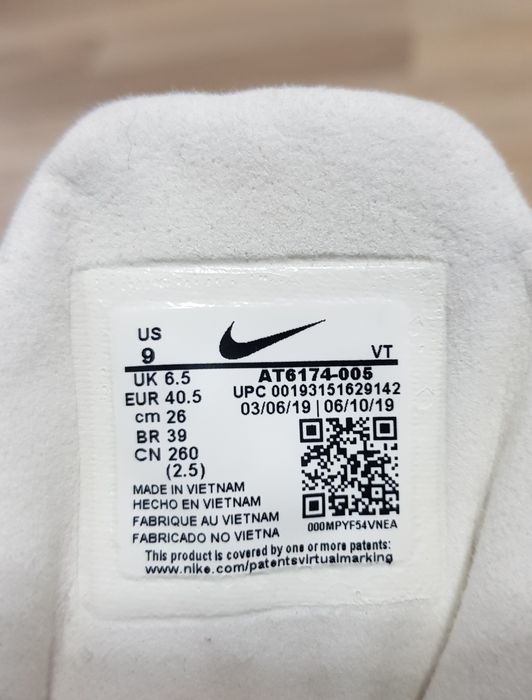 US
9
VT
UK 6.5
EUR 40.5
cm 26
BR 39
CN 260
(2.5)
AT6174-005
UPC 00193151629142
03/06/19 | 06/10/19
000MPYF54VNEA
MADE IN VIETNAM
HECHO EN VIETNAM
FABRIQUE AU VIETNAM
FABRICADO NO VIETNA
This product is covered by one or more patents:
www.nike.com/patentsvirtualmarking